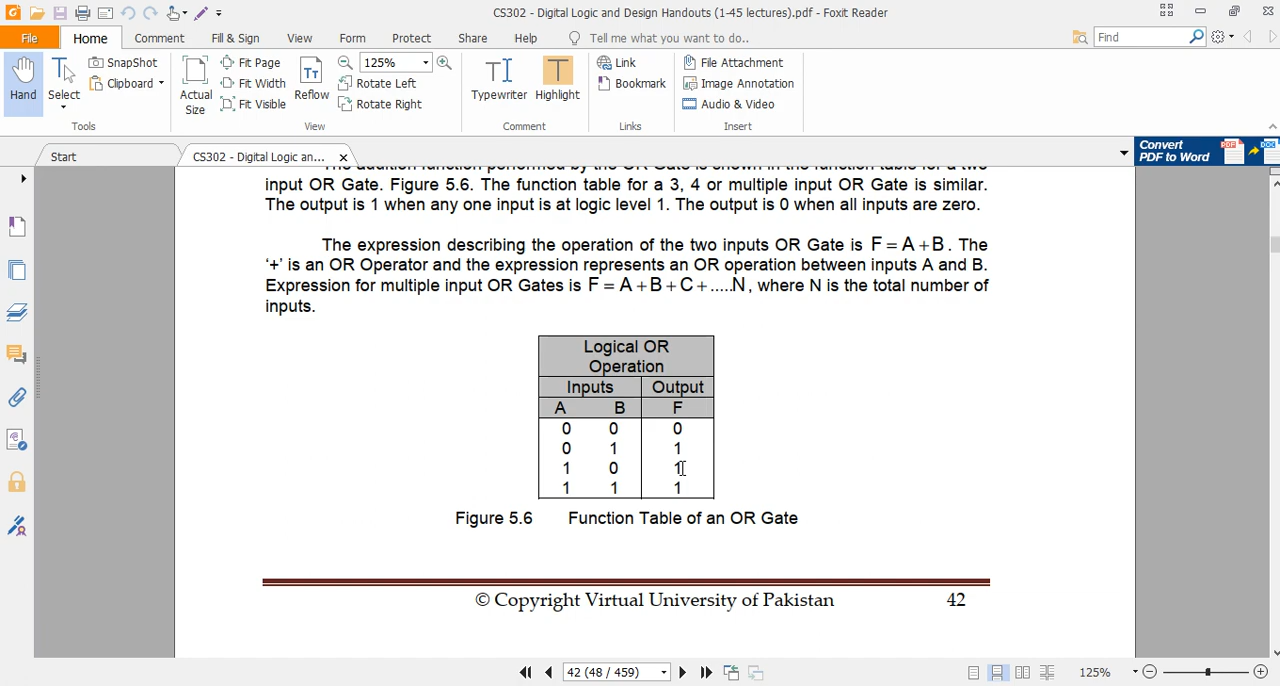 CS302 - Digital Logic and Design Handouts (1-45 lectures).pdf - Foxit Reader
File Home Comment Fill & Sign View Form Protect Share Help Tell me what you want to do.. Find
Hand
Select
SnapShot
Clipboard
Actual Size
Fit Page
Fit Width
Fit Visible
Reflow
125%
Rotate Left
Rotate Right
Typewriter
Highlight
Link
Bookmark
File Attachment
Image Annotation
Audio & Video
Tools View Comment Links Insert
Start CS302 - Digital Logic an... Convert
PDF to Word
input OR Gate. Figure 5.6. The function table for a 3, 4 or multiple input OR Gate is similar.
The output is 1 when any one input is at logic level 1. The output is 0 when all inputs are zero.
The expression describing the operation of the two inputs OR Gate is F = A + B . The
‘+’ is an OR Operator and the expression represents an OR operation between inputs A and B.
Expression for multiple input OR Gates is F = A + B + C + .....N, where N is the total number of
inputs.
Logical OR
Operation
Inputs Output
A B F
0 0 0
0 1 1
1 0 1
1 1 1
Figure 5.6 Function Table of an OR Gate
© Copyright Virtual University of Pakistan 42
42 (48 / 459) 125%